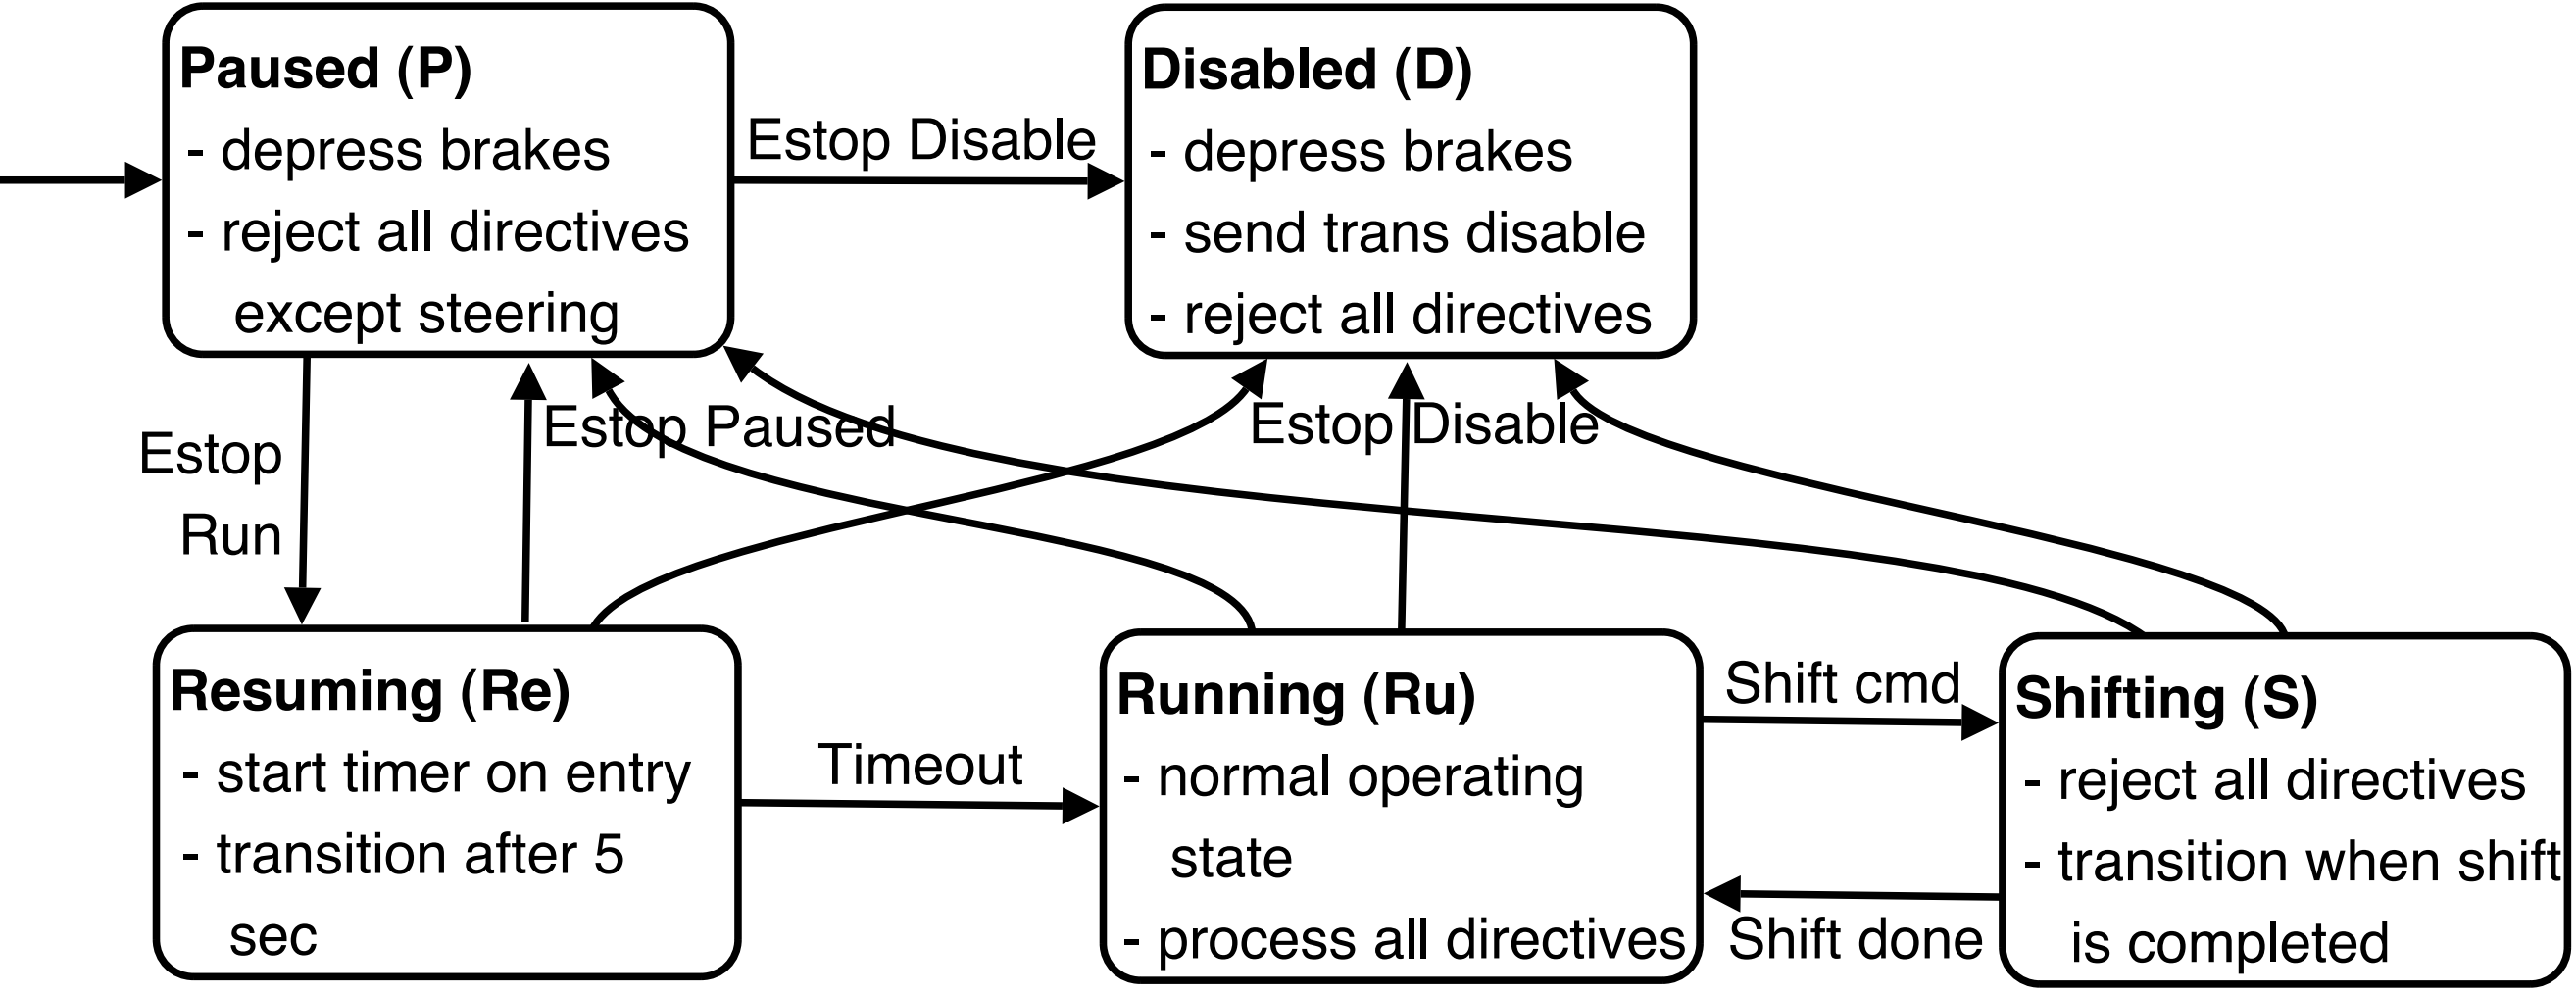 Paused (P)
- depress brakes
- reject all directives
except steering
Estop Disable
Disabled (D)
- depress brakes
- send trans disable
- reject all directives
Estop
Run
Estop Paused
Estop Disable
Resuming (Re)
- start timer on entry
- transition after 5
sec
Timeout
Running (Ru)
- normal operating
state
- process all directives
Shift cmd
Shift done
Shifting (S)
- reject all directives
- transition when shift
is completed